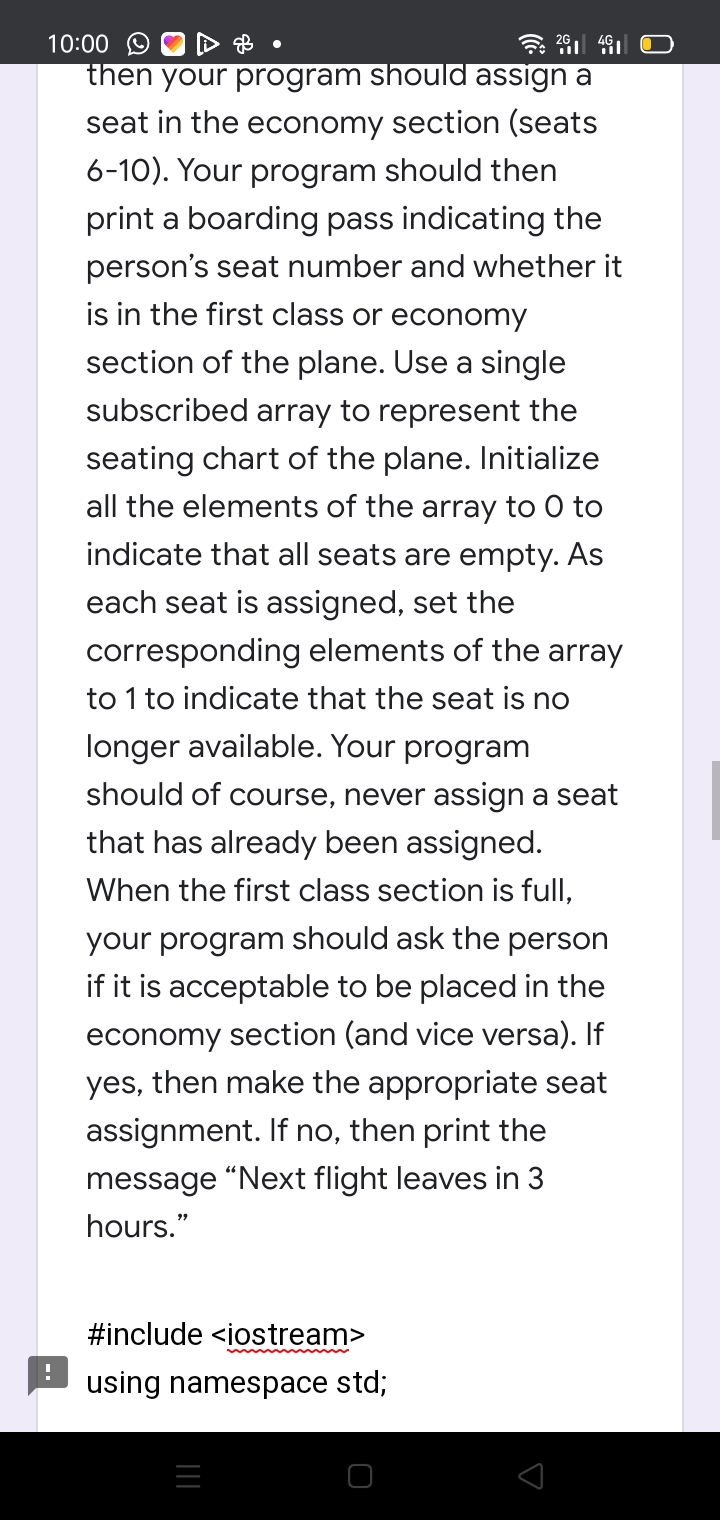 10:00
2G
4G
then your program should assign a
seat in the economy section (seats
6-10). Your program should then
print a boarding pass indicating the
person’s seat number and whether it
is in the first class or economy
section of the plane. Use a single
subscribed array to represent the
seating chart of the plane. Initialize
all the elements of the array to 0 to
indicate that all seats are empty. As
each seat is assigned, set the
corresponding elements of the array
to 1 to indicate that the seat is no
longer available. Your program
should of course, never assign a seat
that has already been assigned.
When the first class section is full,
your program should ask the person
if it is acceptable to be placed in the
economy section (and vice versa). If
yes, then make the appropriate seat
assignment. If no, then print the
message “Next flight leaves in 3
hours.”
#include <iostream>
using namespace std;